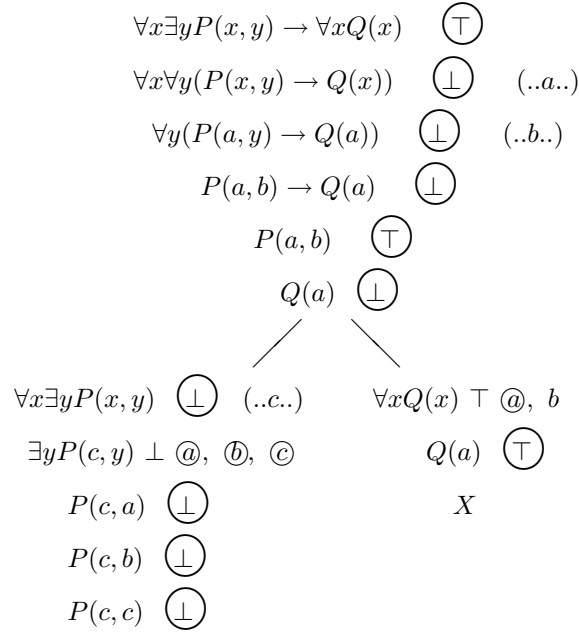 ∀x∃yP(x, y) → ∀xQ(x) ⊤
∀x∀y(P(x, y) → Q(x)) ⊥ (..a..)
∀y(P(a, y) → Q(a)) ⊥ (..b..)
P(a, b) → Q(a) ⊥
P(a, b) ⊤
Q(a) ⊥
∀x∃yP(x, y) ⊥ (..c..)
∃yP(c, y) ⊥ ⓐ, ⓑ, ⓒ
P(c, a) ⊥
P(c, b) ⊥
P(c, c) ⊥
∀xQ(x) ⊤ ⓐ, b
Q(a) ⊤
X